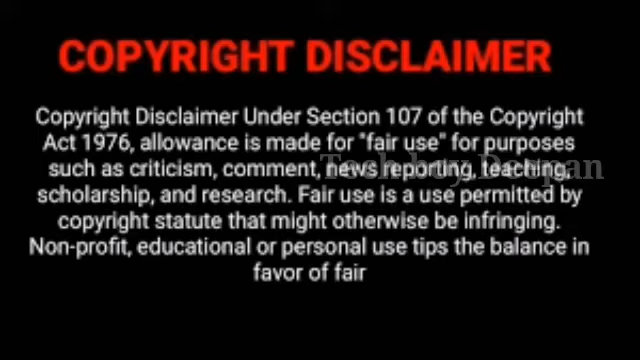 COPYRIGHT DISCLAIMER
Copyright Disclaimer Under Section 107 of the Copyright
Act 1976, allowance is made for "fair use" for purposes
such as criticism, comment, news reporting, teaching,
scholarship, and research. Fair use is a use permitted by
copyright statute that might otherwise be infringing.
Non-profit, educational or personal use tips the balance in
favor of fair
boy Deepan